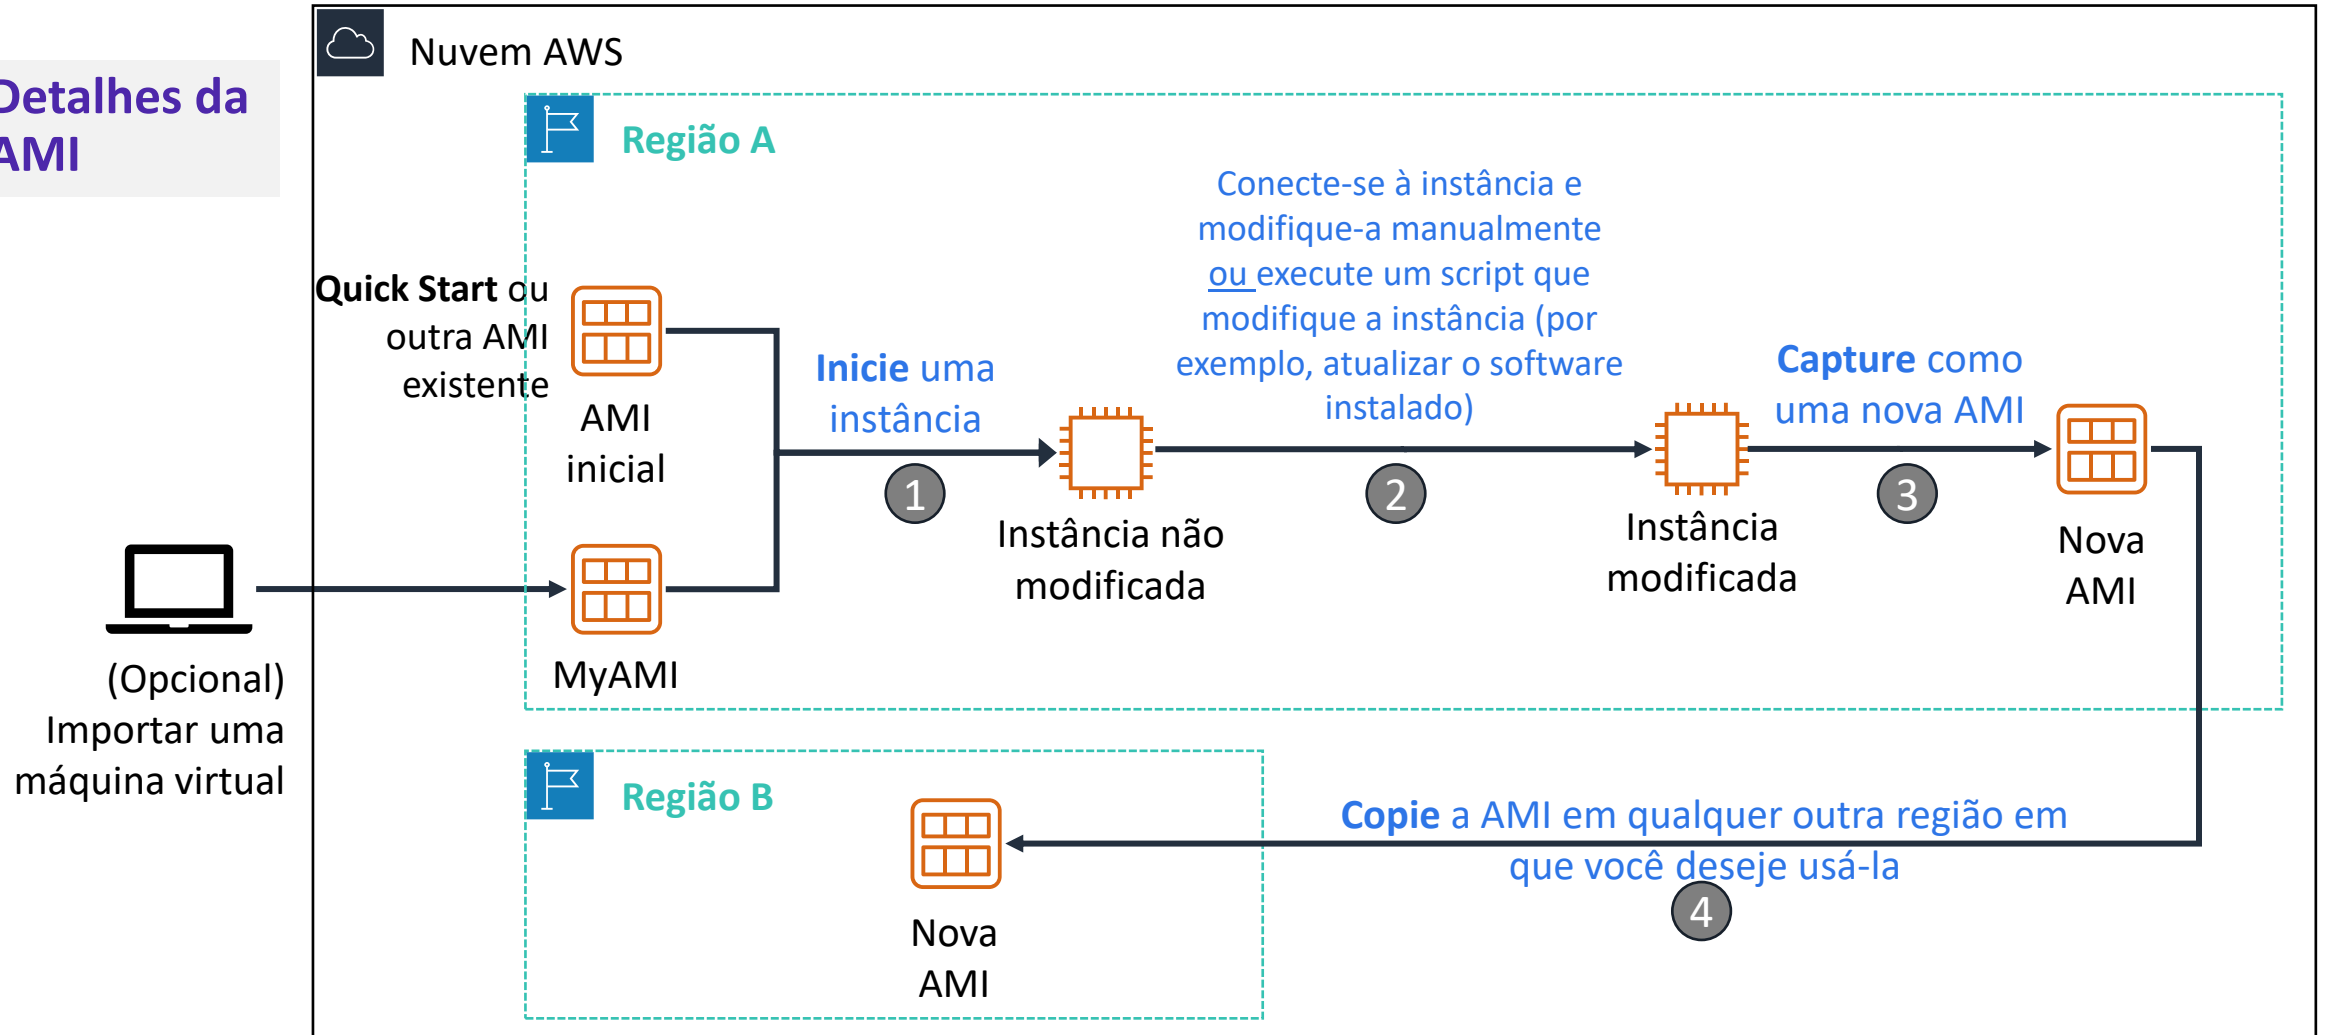 Detalhes da
AMI
Nuvem AWS
Região A
Quick Start ou
outra AMI
existente
AMI
inicial
Inicie uma
instância
1
Instância não
modificada
Conecte-se à instância e
modifique-a manualmente
ou execute um script que
modifique a instância (por
exemplo, atualizar o software
instalado)
2
Instância
modificada
Capture como
uma nova AMI
3
Nova
AMI
(Opcional)
Importar uma
máquina virtual
MyAMI
Região B
Nova
AMI
Copie a AMI em qualquer outra região em
que você deseje usá-la
4